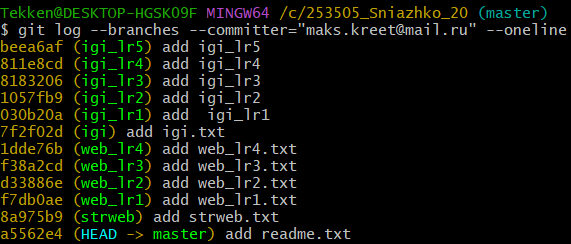 Tekken@DESKTOP-HGSK09F MINGW64 /c/253505_Sniazhko_20 (master)
$ git log --branches --committer="maks.kreet@mail.ru" --oneline
beea6af (igi_lr5) add igi_lr5
811e8cd (igi_lr4) add igi_lr4
8183206 (igi_lr3) add igi_lr3
1057fb9 (igi_lr2) add igi_lr2
030b20a (igi_lr1) add  igi_lr1
7f2f02d (igi) add igi.txt
1dde76b (web_lr4) add web_lr4.txt
f38a2cd (web_lr3) add web_lr3.txt
d33886e (web_lr2) add web_lr2.txt
f7db0ae (web_lr1) add web_lr1.txt
8a975b9 (strweb) add strweb.txt
a5562e4 (HEAD -> master) add readme.txt